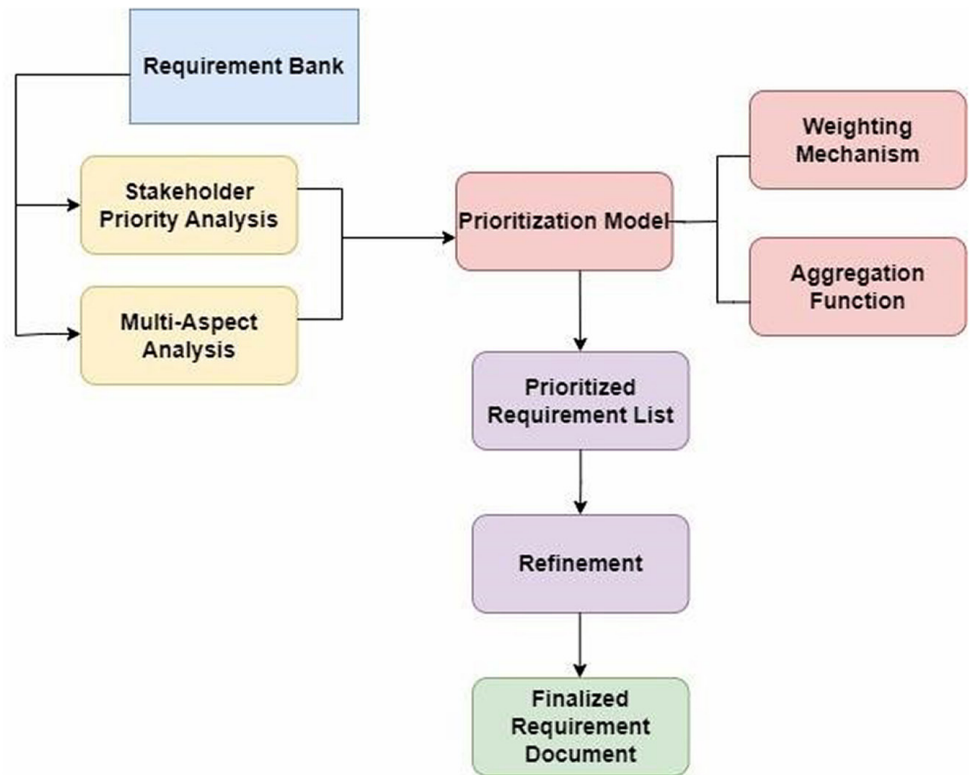 Requirement Bank
Stakeholder
Priority Analysis
Multi-Aspect
Analysis
Prioritization Model
Weighting
Mechanism
Aggregation
Function
Prioritized
Requirement List
Refinement
Finalized
Requirement
Document